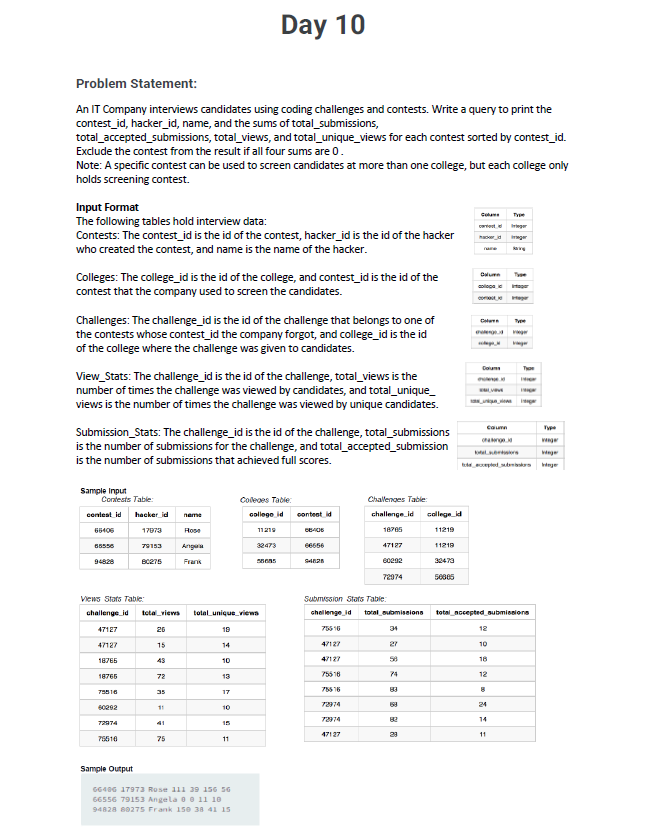 Day 10
Problem Statement:
An IT Company interviews candidates using coding challenges and contests. Write a query to print the
contest_id, hacker_id, name, and the sums of total_submissions,
total_accepted_submissions, total_views, and total_unique_views for each contest sorted by contest_id.
Exclude the contest from the result if all four sums are 0 .
Note: A specific contest can be used to screen candidates at more than one college, but each college only
holds screening contest.
Input Format
The following tables hold interview data:
Contests: The contest_id is the id of the contest, hacker_id is the id of the hacker
who created the contest, and name is the name of the hacker.
Column Type
contest_id Integer
hacker_id Integer
name String
Colleges: The college_id is the id of the college, and contest_id is the id of the
contest that the company used to screen the candidates.
Column Type
college_id Integer
contest_id Integer
Challenges: The challenge_id is the id of the challenge that belongs to one of
the contests whose contest_id the company forgot, and college_id is the id
of the college where the challenge was given to candidates.
Column Type
challenge_id Integer
college_id Integer
View_Stats: The challenge_id is the id of the challenge, total_views is the
number of times the challenge was viewed by candidates, and total_unique_
views is the number of times the challenge was viewed by unique candidates.
Column Type
challenge_id Integer
total_views Integer
total_unique_views Integer
Submission_Stats: The challenge_id is the id of the challenge, total_submissions
is the number of submissions for the challenge, and total_accepted_submission
is the number of submissions that achieved full scores.
Column Type
challenge_id Integer
total_submissions Integer
total_accepted_submissions Integer
Sample Input
Contests Table:
contest_id hacker_id name
66406 17973 Rose
66556 79153 Angela
94828 80275 Frank
Colleges Table:
college_id contest_id
11219 66406
32473 66556
56685 94828
Challenges Table:
challenge_id college_id
18765 11219
47127 11219
60292 32473
72974 56685
Views Stats Table:
challenge_id total_views total_unique_views
47127 26 19
47127 15 14
18765 43 10
18765 72 13
75516 35 17
60292 11 10
72974 41 15
75516 75 11
Submission Stats Table:
challenge_id total_submissions total_accepted_submissions
75516 34 12
47127 27 10
47127 56 18
75516 74 12
75516 83 8
72974 68 24
72974 82 14
47127 28 11
Sample Output
66406 17973 Rose 111 39 156 56
66556 79153 Angela 0 0 11 10
94828 80275 Frank 150 38 41 15